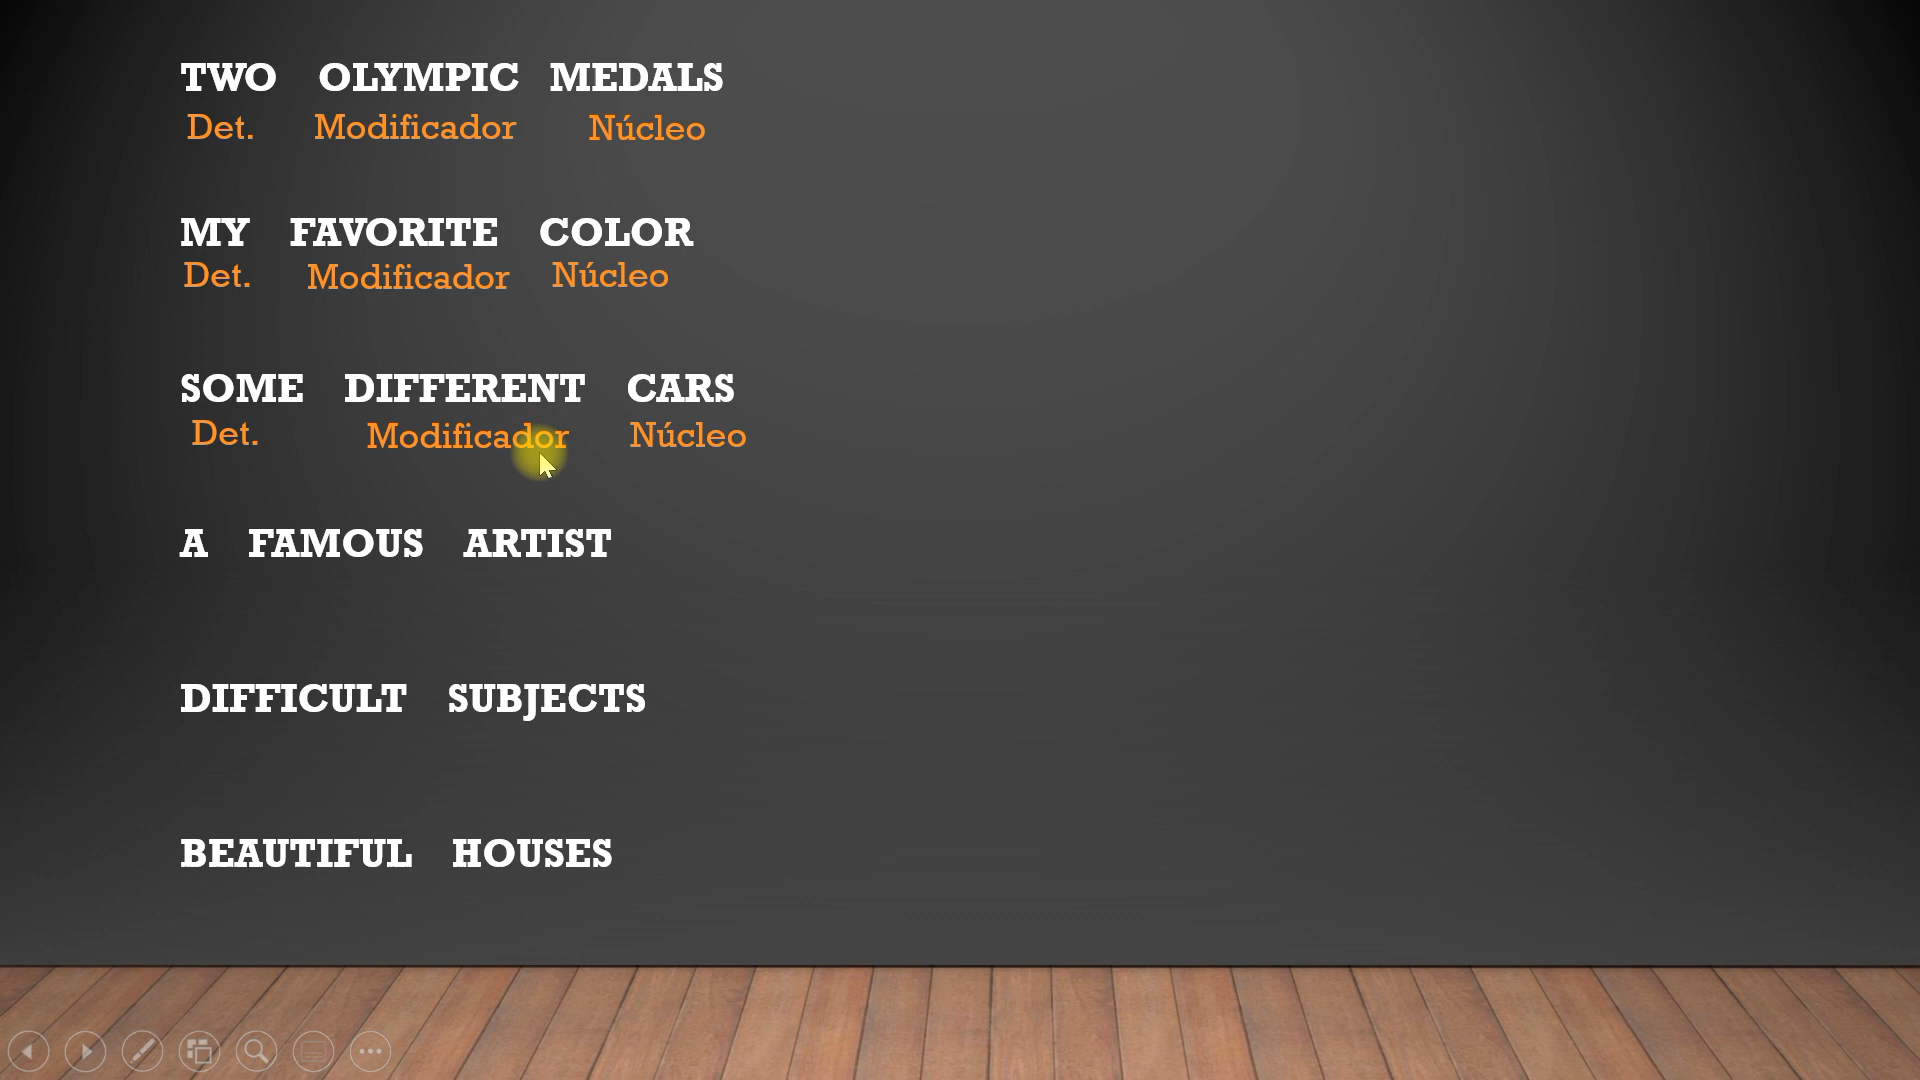 TWO OLYMPIC MEDALS
Det. Modificador Núcleo
MY FAVORITE COLOR
Det. Modificador Núcleo
SOME DIFFERENT CARS
Det. Modificador Núcleo
A FAMOUS ARTIST
DIFFICULT SUBJECTS
BEAUTIFUL HOUSES